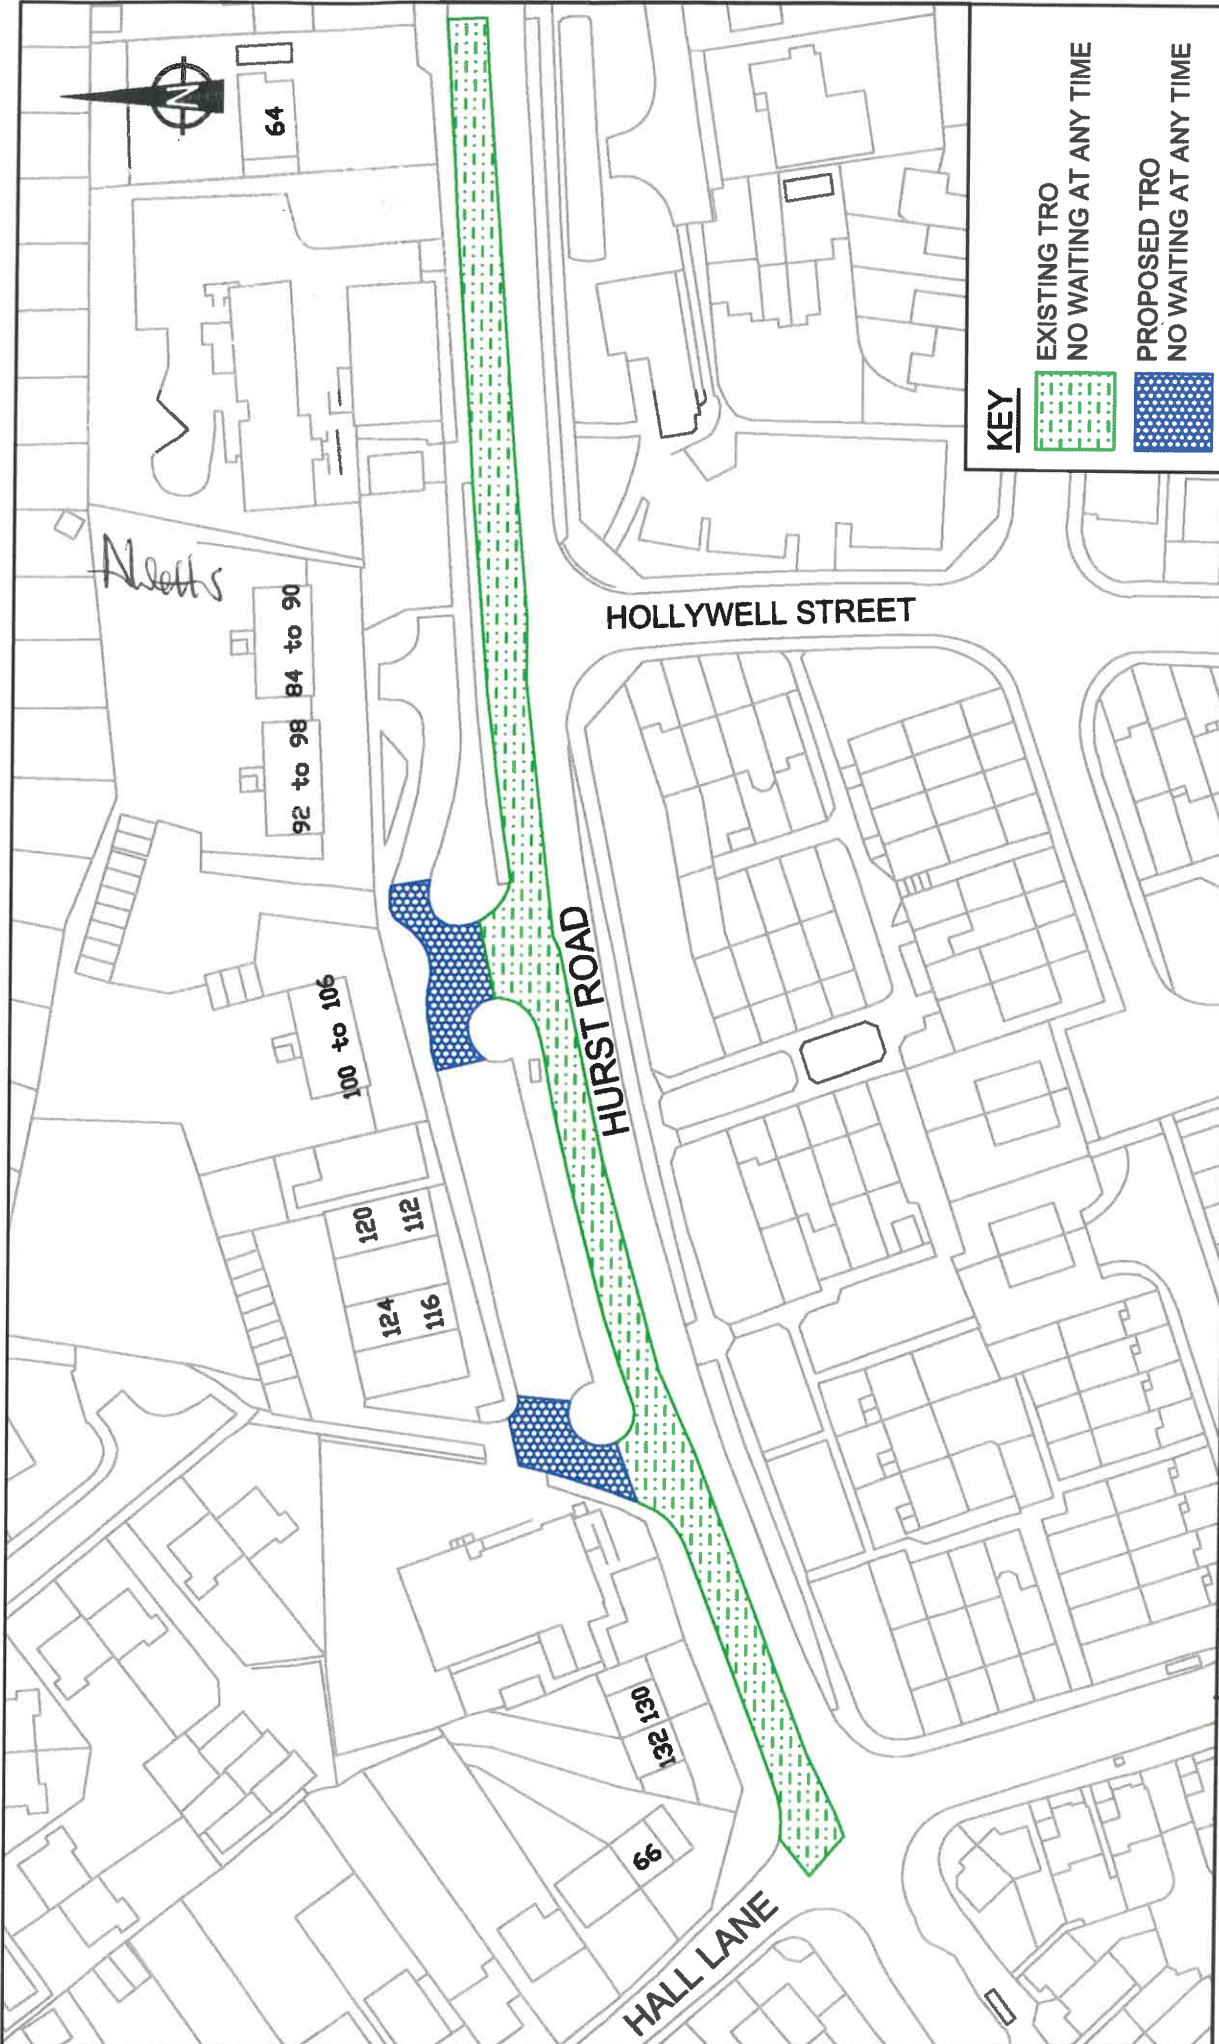 N
64
84 to 90
92 to 98
100 to 106
120
112
124
116
132 130
66
HOLLYWELL STREET
HURST ROAD
HALL LANE
KEY
EXISTING TRO
NO WAITING AT ANY TIME
PROPOSED TRO
NO WAITING AT ANY TIME